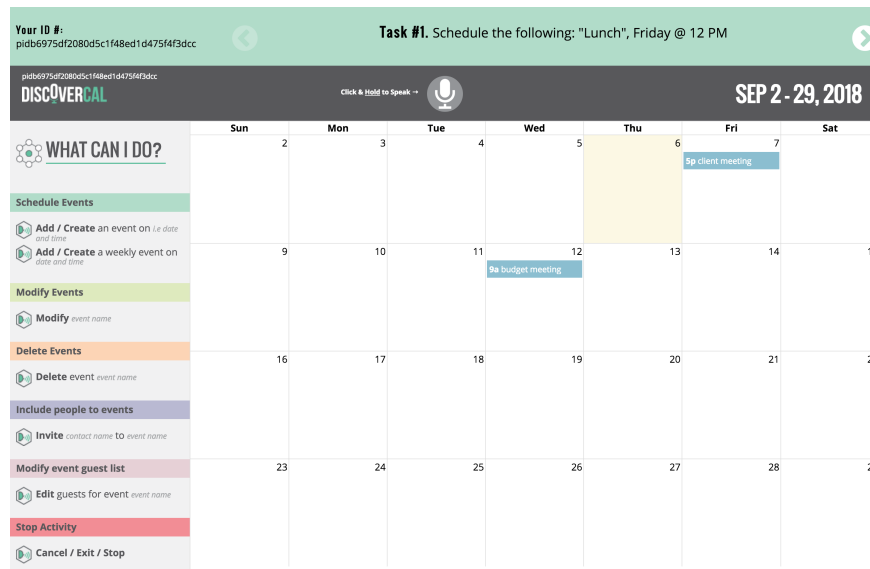 Your ID #:
pidb6975df2080d5c1f48ed1d475f4f3dcc
Task #1. Schedule the following: "Lunch", Friday @ 12 PM
pidb6975df2080d5c1f48ed1d475f4f3dcc
DISCOVERCAL
Click & Hold to Speak →
SEP 2 - 29, 2018
WHAT CAN I DO?
Schedule Events
Add / Create an event on i.e date
and time
Add / Create a weekly event on
date and time
Modify Events
Modify event name
Delete Events
Delete event event name
Include people to events
Invite contact name to event name
Modify event guest list
Edit guests for event event name
Stop Activity
Cancel / Exit / Stop
Sun Mon Tue Wed Thu Fri Sat
2 3 4 5 6 7
5p client meeting
9 10 11 12 13 14
9a budget meeting
16 17 18 19 20 21
23 24 25 26 27 28